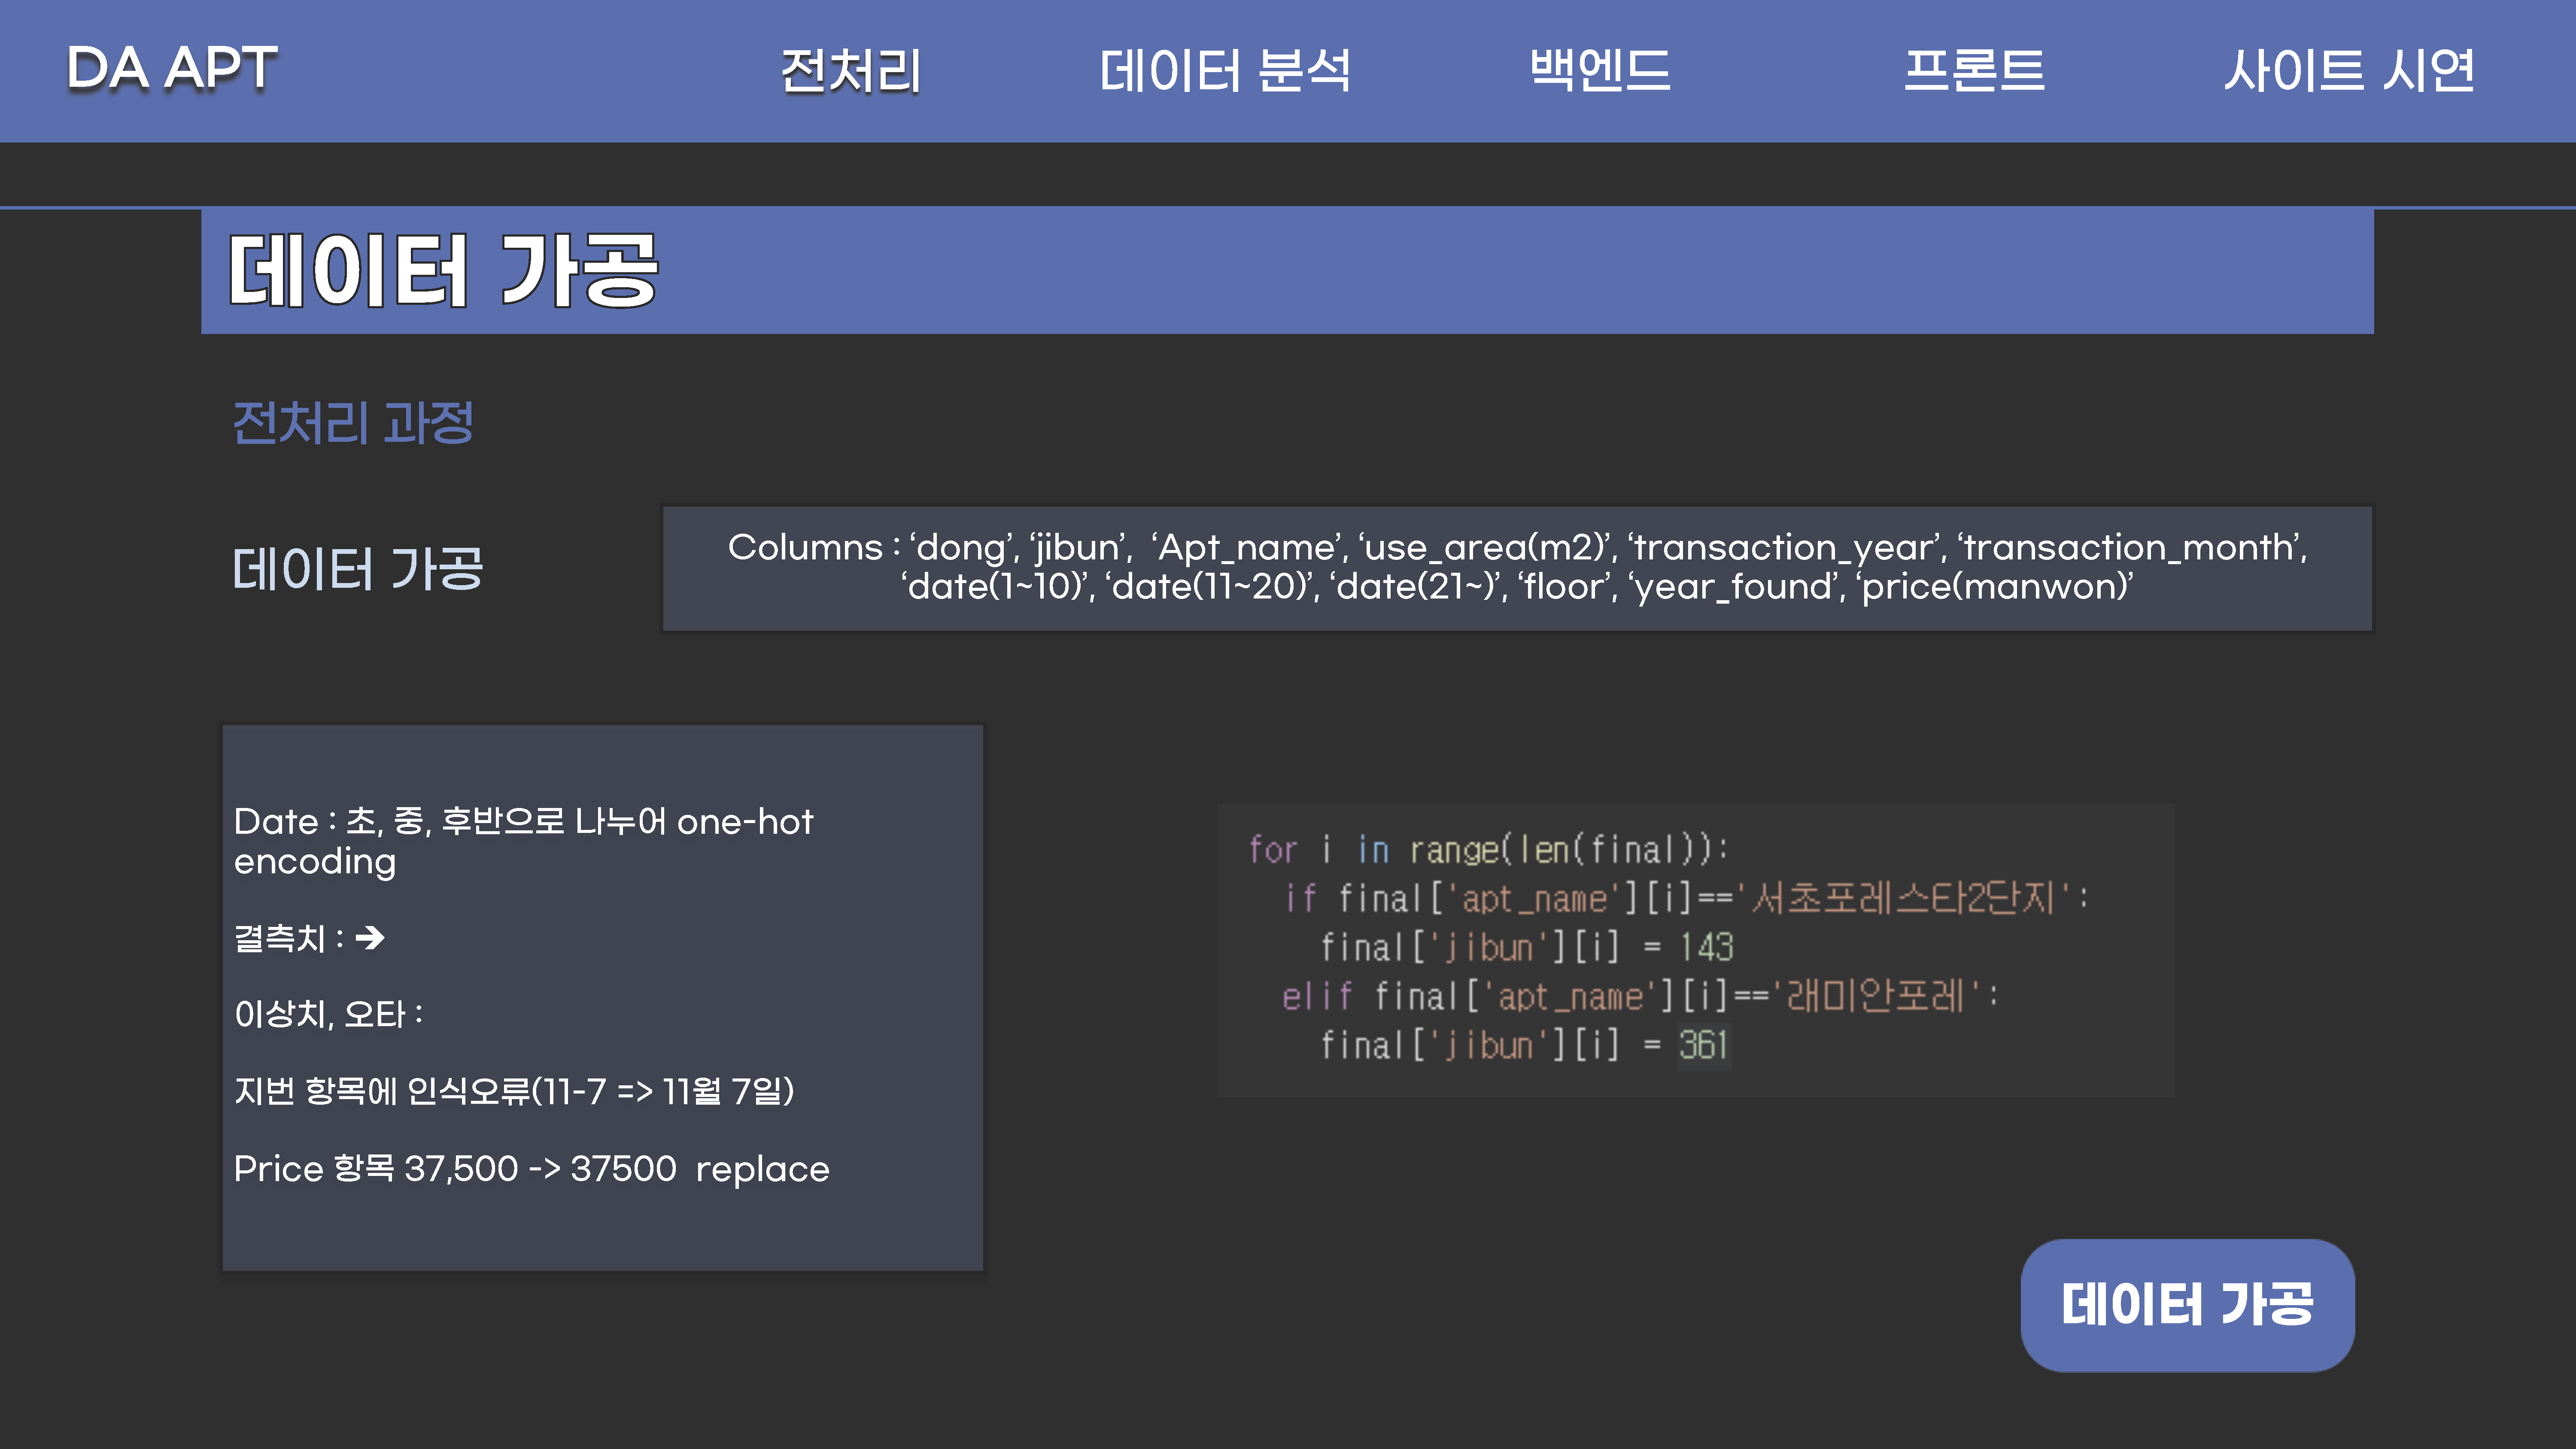 DA APT
전처리
데이터 분석
백엔드
프론트
사이트 시연
데이터 가공
전처리 과정
데이터 가공
Columns : ‘dong’, ‘jibun’,  ‘Apt_name’, ‘use_area(m2)’, ‘transaction_year’, ‘transaction_month’,
‘date(1~10)’, ‘date(11~20)’, ‘date(21~)’, ‘floor’, ‘year_found’, ‘price(manwon)’
Date : 초, 중, 후반으로 나누어 one-hot
encoding
결측치 : ➔
이상치, 오타 :
지번 항목에 인식오류(11-7 => 11월 7일)
Price 항목 37,500 -> 37500  replace
for i in range(len(final)):
  if final['apt_name'][i]=='서초포레스타2단지':
    final['jibun'][i] = 143
  elif final['apt_name'][i]=='래미안포레':
    final['jibun'][i] = 361
데이터 가공